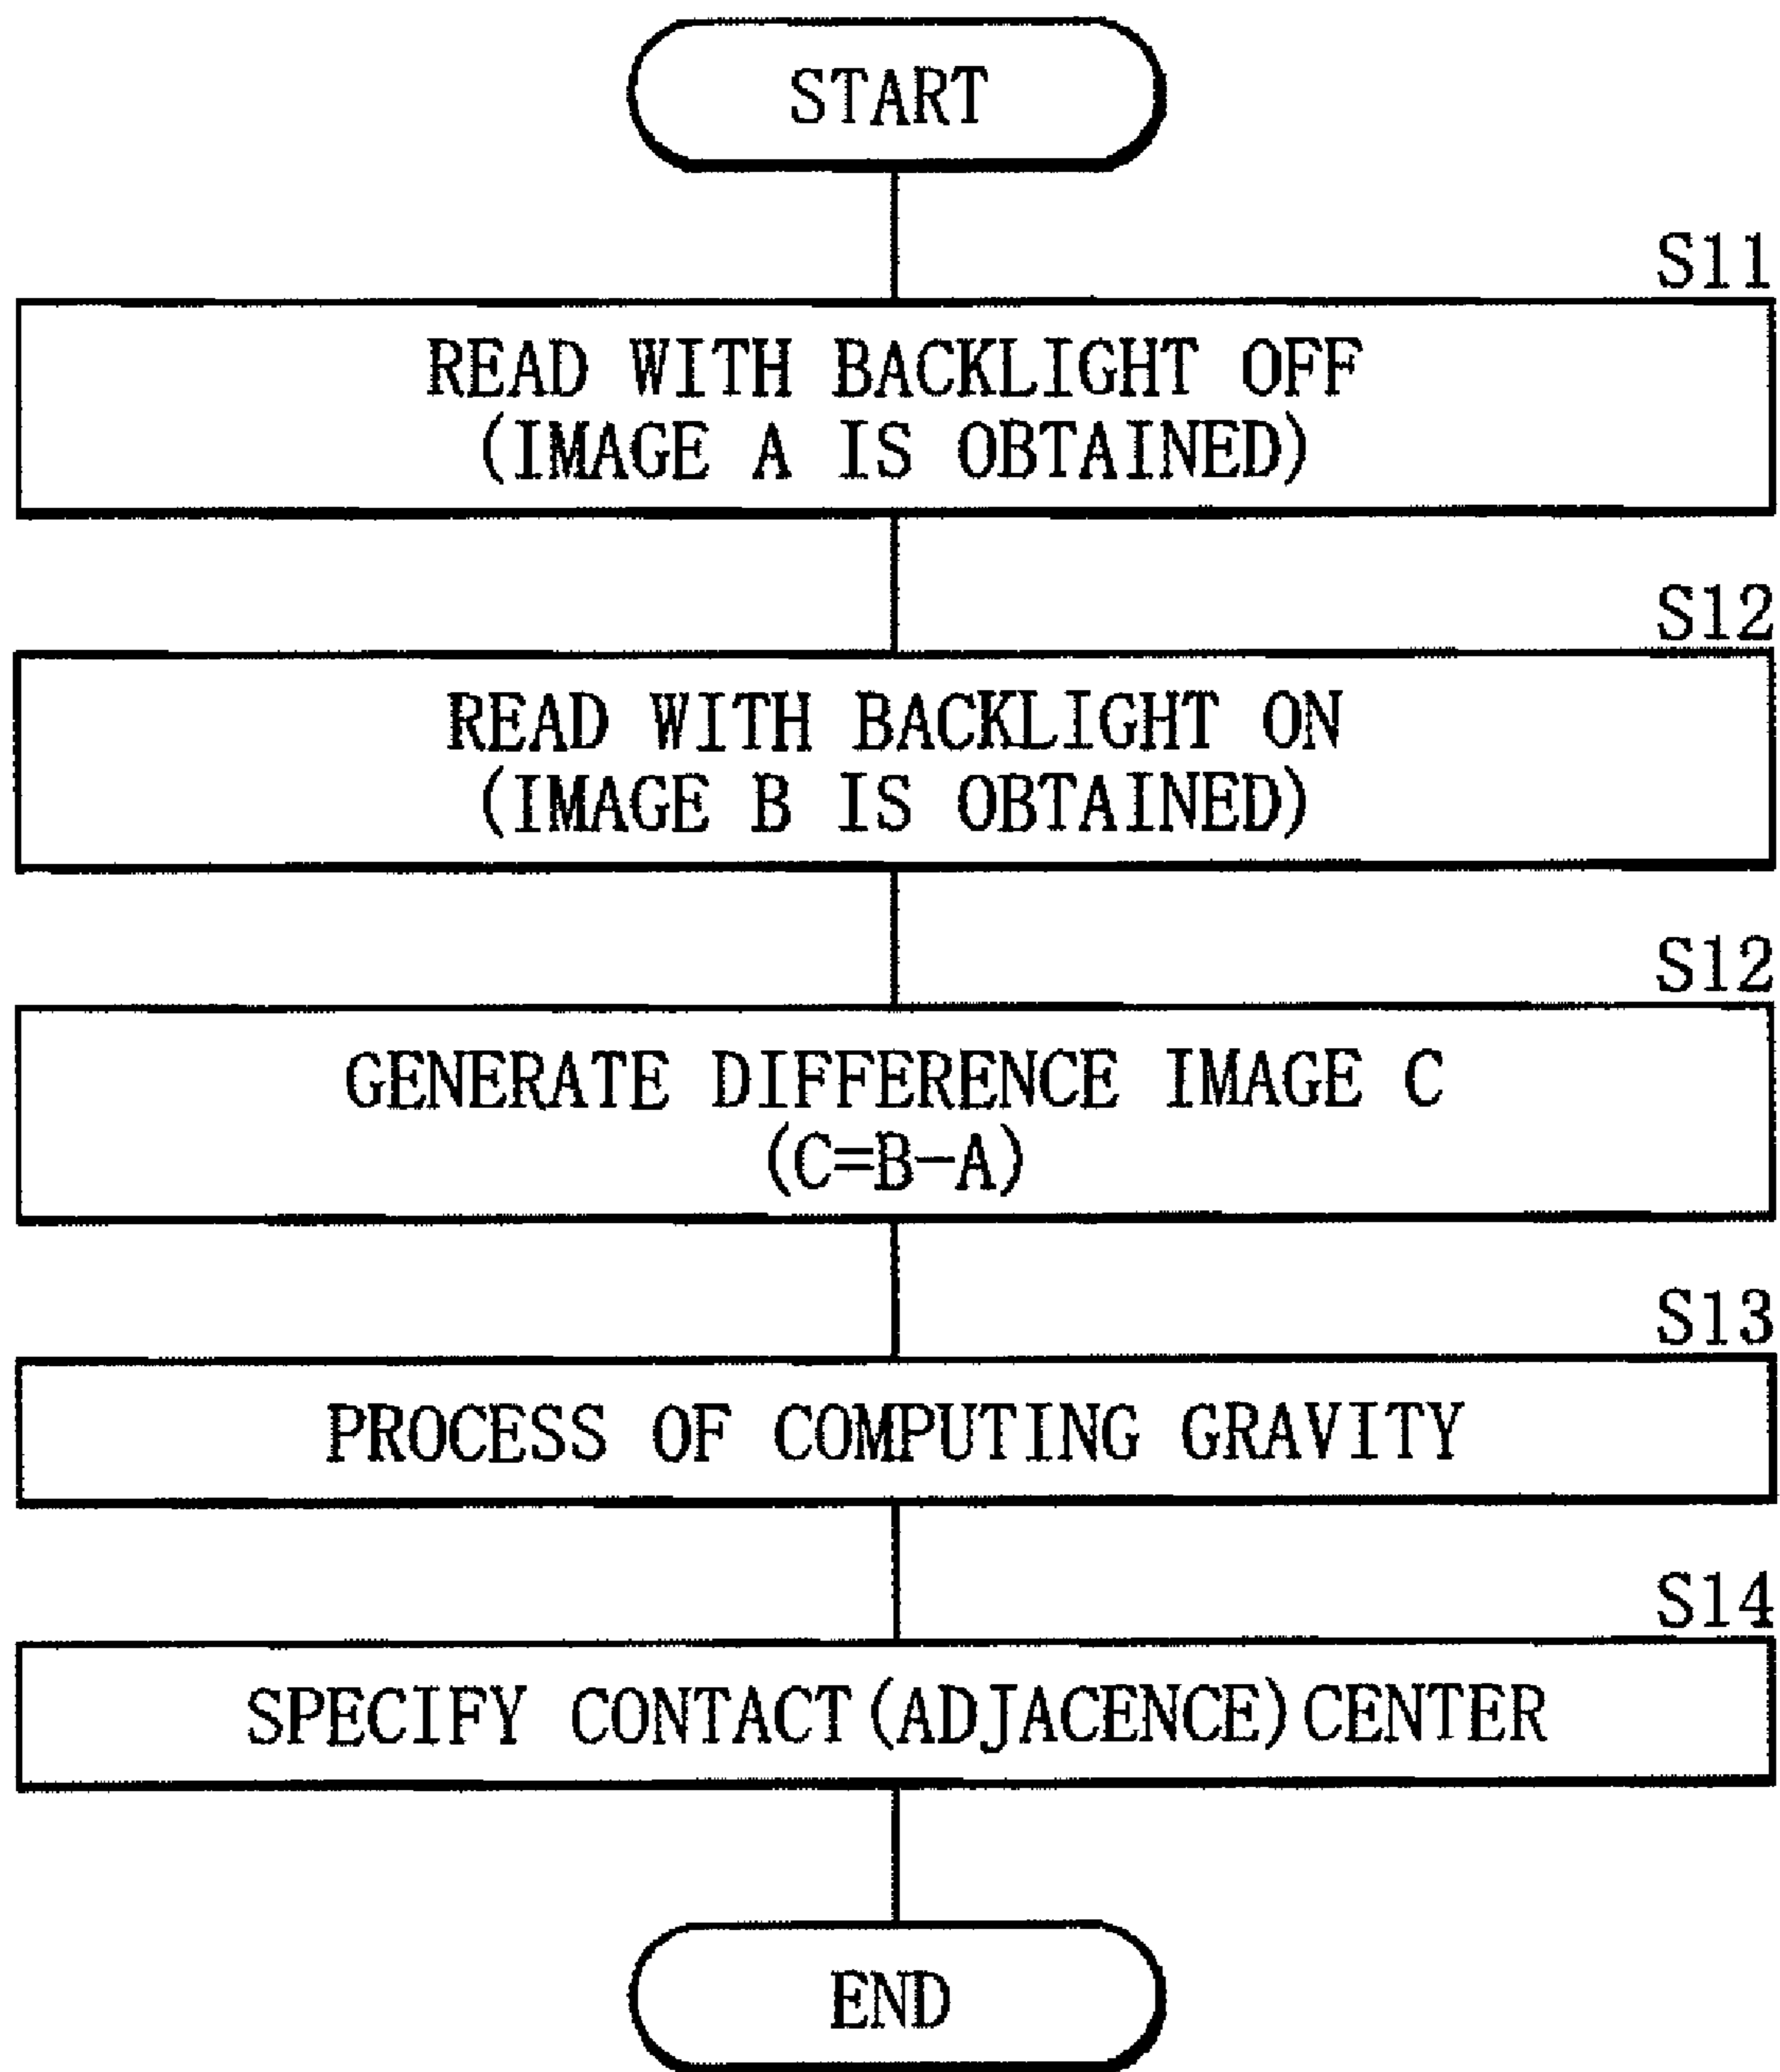 START
S11
READ WITH BACKLIGHT OFF
(IMAGE A IS OBTAINED)
S12
READ WITH BACKLIGHT ON
(IMAGE B IS OBTAINED)
S12
GENERATE DIFFERENCE IMAGE C
(C=B-A)
S13
PROCESS OF COMPUTING GRAVITY
S14
SPECIFY CONTACT(ADJACENCE)CENTER
END